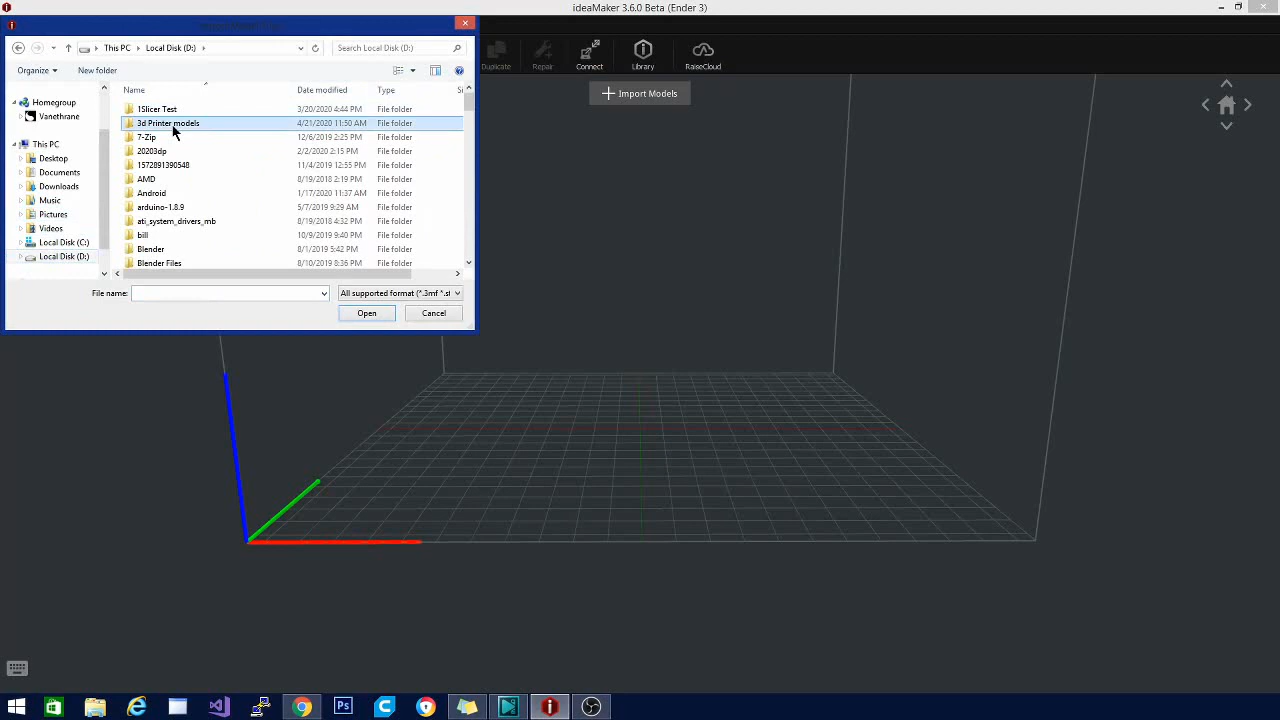 ideaMaker 3.6.0 Beta (Ender 3)
This PC Local Disk (D:) Search Local Disk (D:)
Organize New folder
Name Date modified Type Si
1Slicer Test 3/20/2020 4:44 PM File folder
3d Printer models 4/21/2020 11:30 AM File folder
7-Zip 12/6/2019 2:25 PM File folder
20203dp 2/2/2020 2:15 PM File folder
1572891390548 11/4/2019 12:55 PM File folder
AMD 8/19/2018 2:19 PM File folder
Android 1/17/2020 11:37 AM File folder
arduino-1.8.9 5/7/2019 9:29 AM File folder
ati_system_drivers_mb 8/19/2018 4:32 PM File folder
bill 10/9/2019 9:40 PM File folder
Blender 8/1/2019 5:42 PM File folder
Blender Files 8/10/2019 8:36 PM File folder
Homegroup
Vanethrane
This PC
Desktop
Documents
Downloads
Music
Pictures
Videos
Local Disk (C:)
Local Disk (D:)
File name: All supported format (*.3mf *.st
Open Cancel
Duplicate Repair Connect Library RaiseCloud
Import Models
Ps